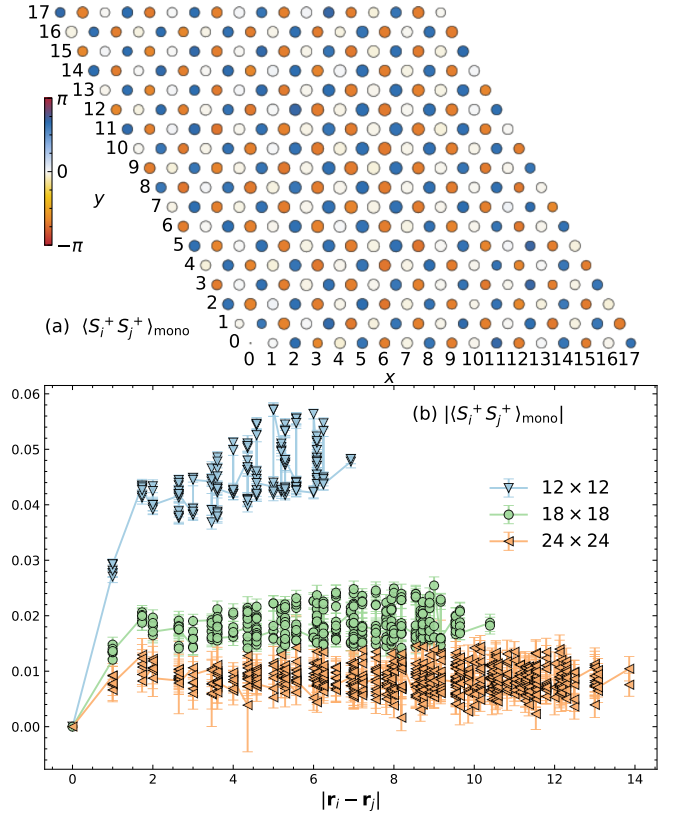 17
16
15
14
13
π
12
11
10
0
9
y
8
7
6
−π
5
4
3
2
(a) ⟨S_i^+ S_j^+⟩_mono
1
0
0 1 2 3 4 5 6 7 8 9 10 11 12 13 14 15 16 17
x
0.06
(b) |⟨S_i^+ S_j^+⟩_mono|
0.05
12 × 12
18 × 18
24 × 24
0.04
0.03
0.02
0.01
0.00
0 2 4 6 8 10 12 14
|r_i − r_j|